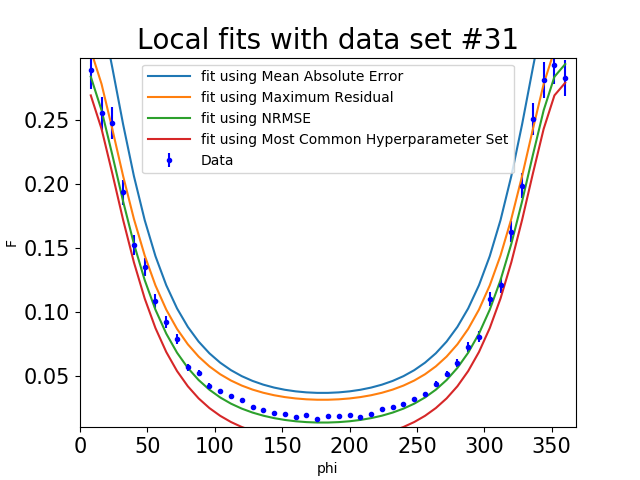 Local fits with data set #31
fit using Mean Absolute Error
fit using Maximum Residual
fit using NRMSE
fit using Most Common Hyperparameter Set
Data
F
0.25
0.20
0.15
0.10
0.05
0 50 100 150 200 250 300 350
phi